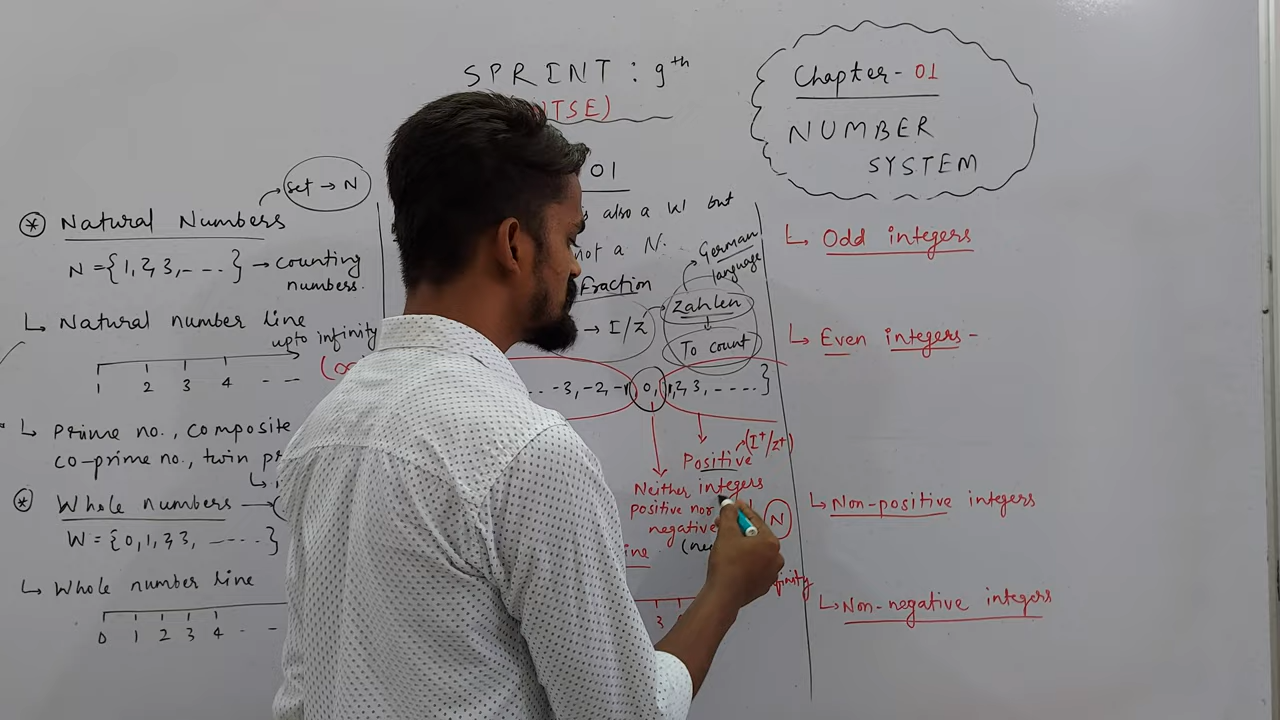 SPRINT : 9th
NTSE)
01
Chapter- 01
NUMBER
SYSTEM
set → N
* Natural Numbers
N = {1, 2, 3, - - - -} → counting
numbers.
Natural number line
upto infinity
1 2 3 4 - - -
Prime no., composite
co-prime no., twin
* Whole numbers
W = {0, 1, 2, 3, - - - - -}
Whole number line
0 1 2 3 4 - - -
also a W but
not a N.
Fraction
→ I/Z
German
language
Zahlen
To count
-3, -2, -1, 0, 1, 2, 3, - - - - -}
Positive (I+/Z+)
integers
N
Neither
positive nor
negative
3
Odd integers
Even integers -
Non-positive integers
Non-negative integers